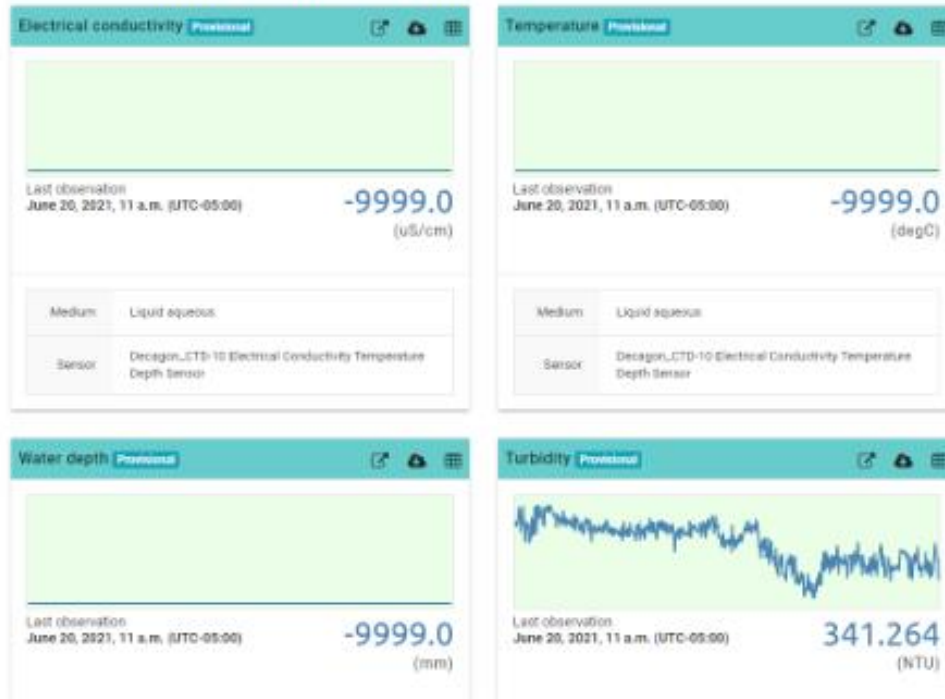 Electrical conductivity Provisional
Temperature Provisional
Last observation
June 20, 2021, 11 a.m. (UTC-05:00)
-9999.0
(uS/cm)
Last observation
June 20, 2021, 11 a.m. (UTC-05:00)
-9999.0
(degC)
Medium Liquid aqueous
Sensor Decagon_CTD-10 Electrical Conductivity Temperature
Depth Sensor
Medium Liquid aqueous
Sensor Decagon_CTD-10 Electrical Conductivity Temperature
Depth Sensor
Water depth Provisional
Turbidity Provisional
Last observation
June 20, 2021, 11 a.m. (UTC-05:00)
-9999.0
(mm)
Last observation
June 20, 2021, 11 a.m. (UTC-05:00)
341.264
(NTU)